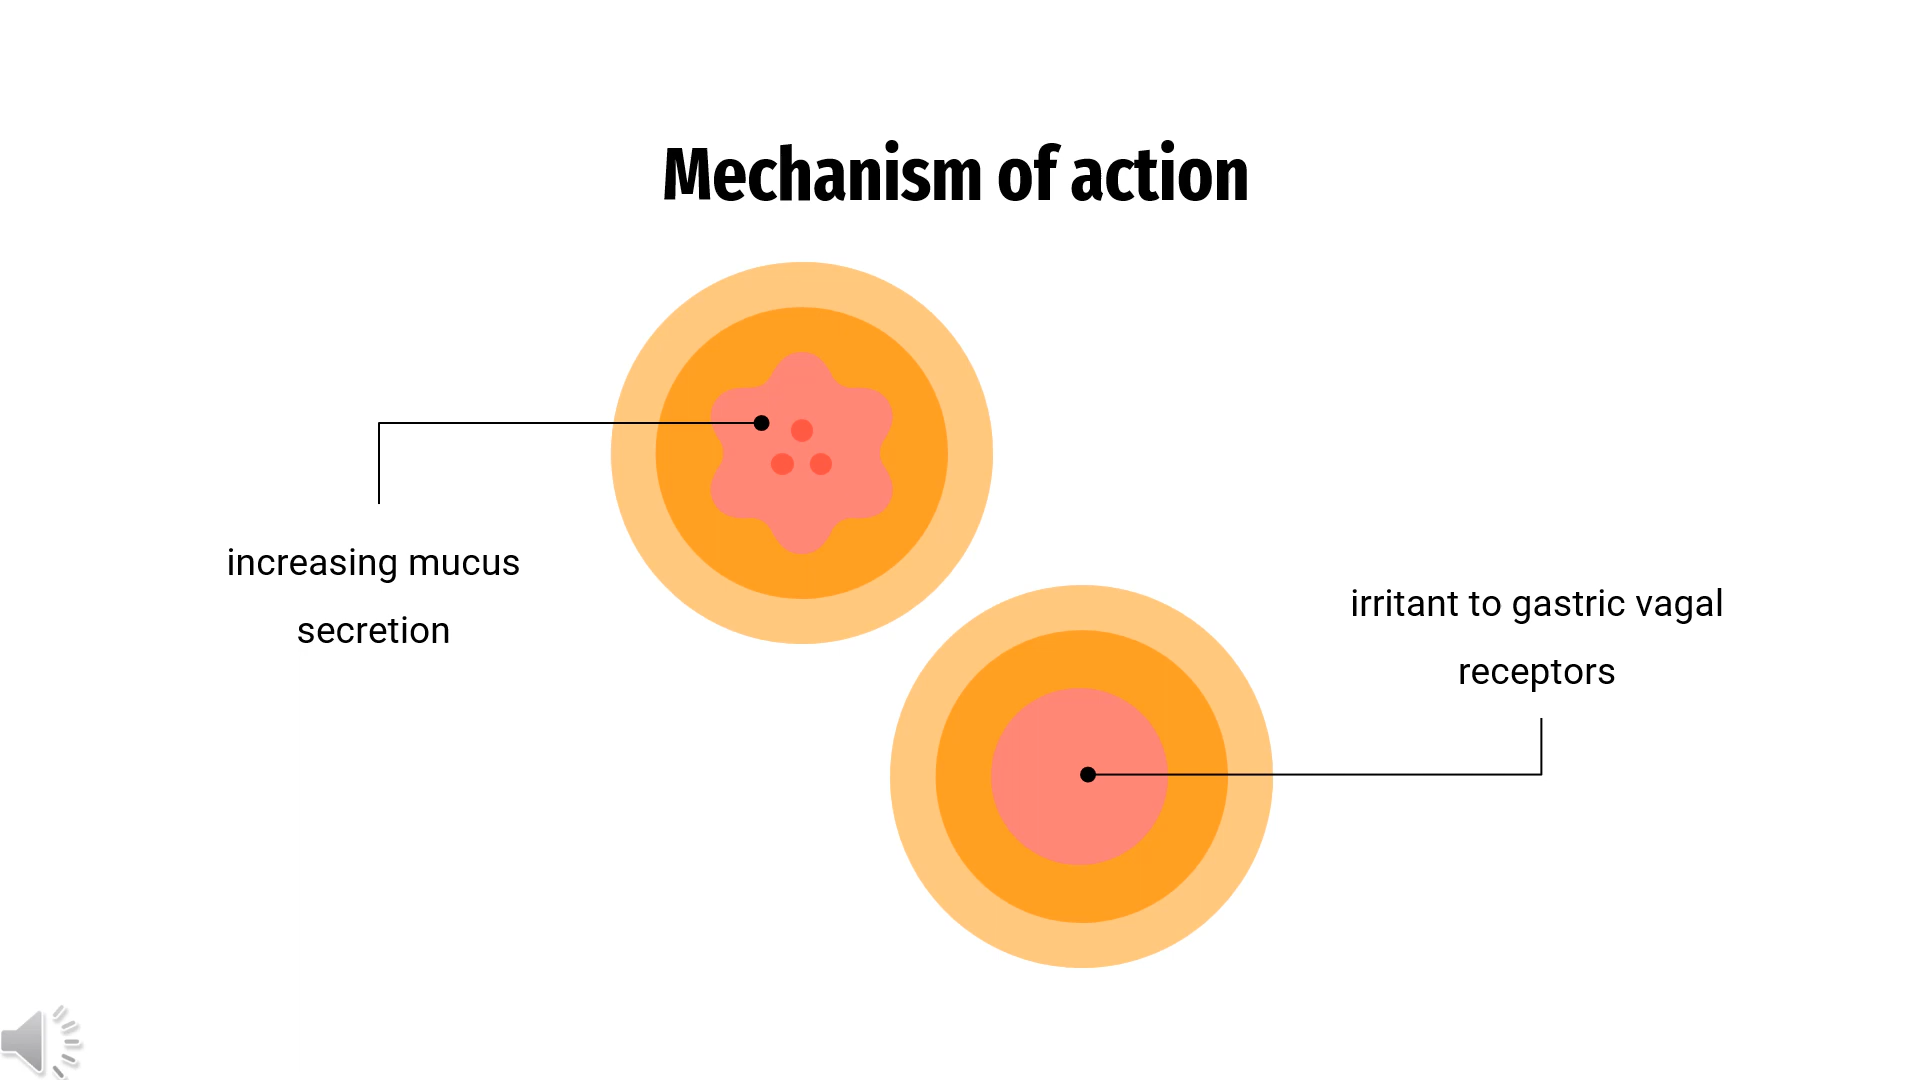 Mechanism of action
increasing mucus
secretion
irritant to gastric vagal
receptors